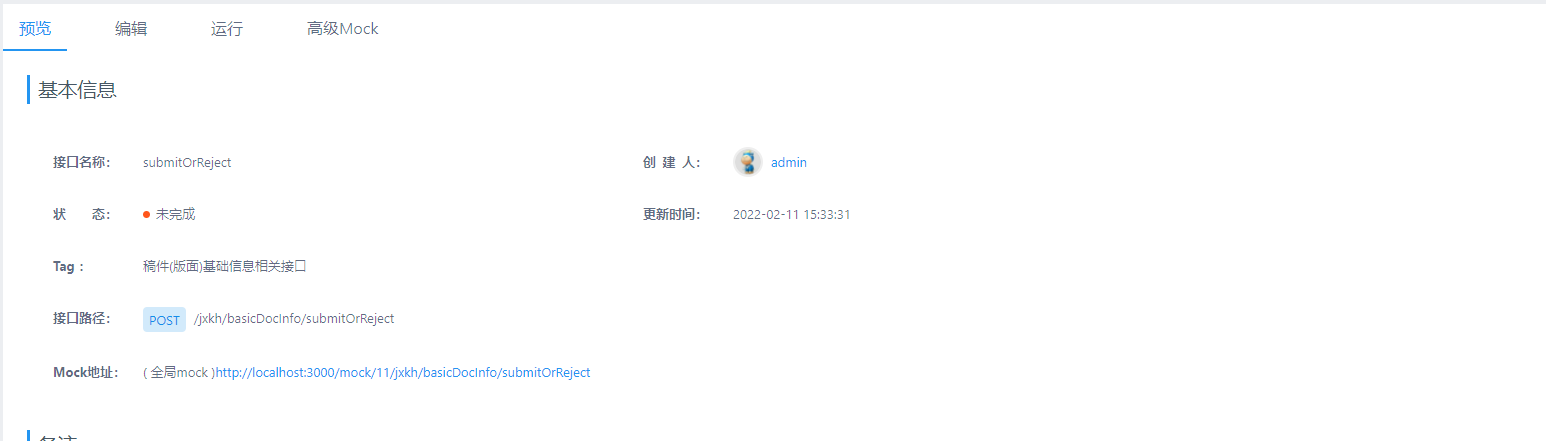 预览 编辑 运行 高级Mock
基本信息
接口名称： submitOrReject 创 建 人： admin
状 态： 未完成 更新时间： 2022-02-11 15:33:31
Tag ： 稿件(版面)基础信息相关接口
接口路径： POST /jxkh/basicDocInfo/submitOrReject
Mock地址： ( 全局mock )http://localhost:3000/mock/11/jxkh/basicDocInfo/submitOrReject